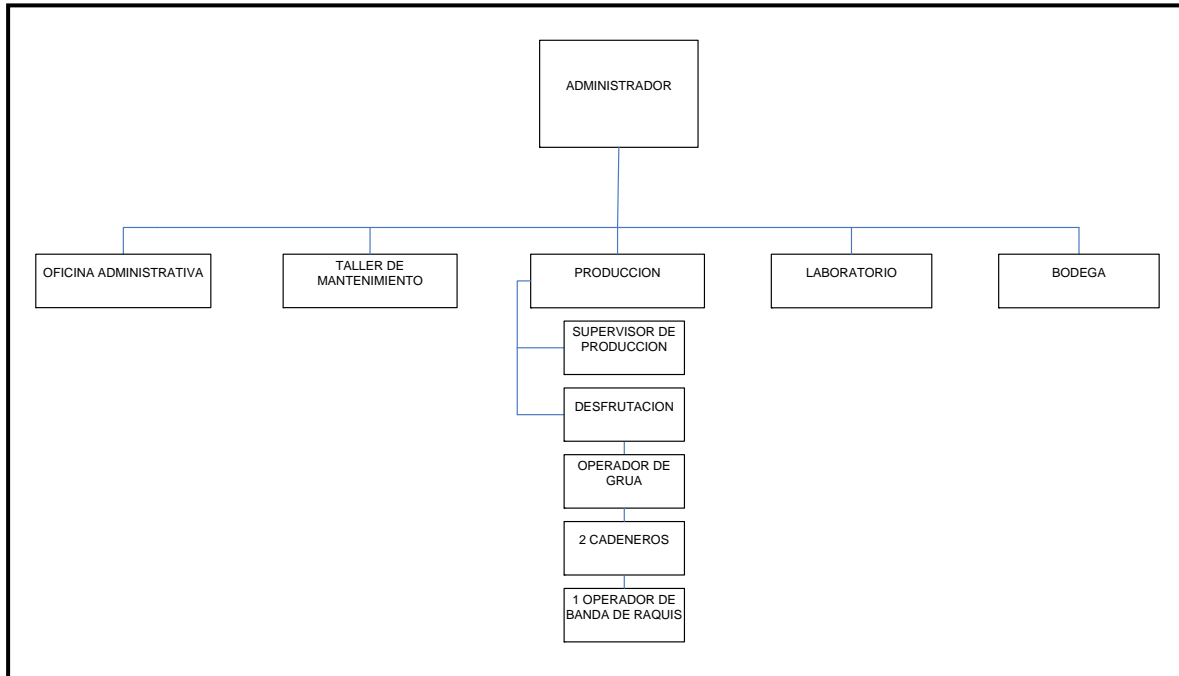 ADMINISTRADOR
OFICINA ADMINISTRATIVA
TALLER DE
MANTENIMIENTO
PRODUCCION
LABORATORIO
BODEGA
SUPERVISOR DE
PRODUCCION
DESFRUTACION
OPERADOR DE
GRUA
2 CADENEROS
1 OPERADOR DE
BANDA DE RAQUIS